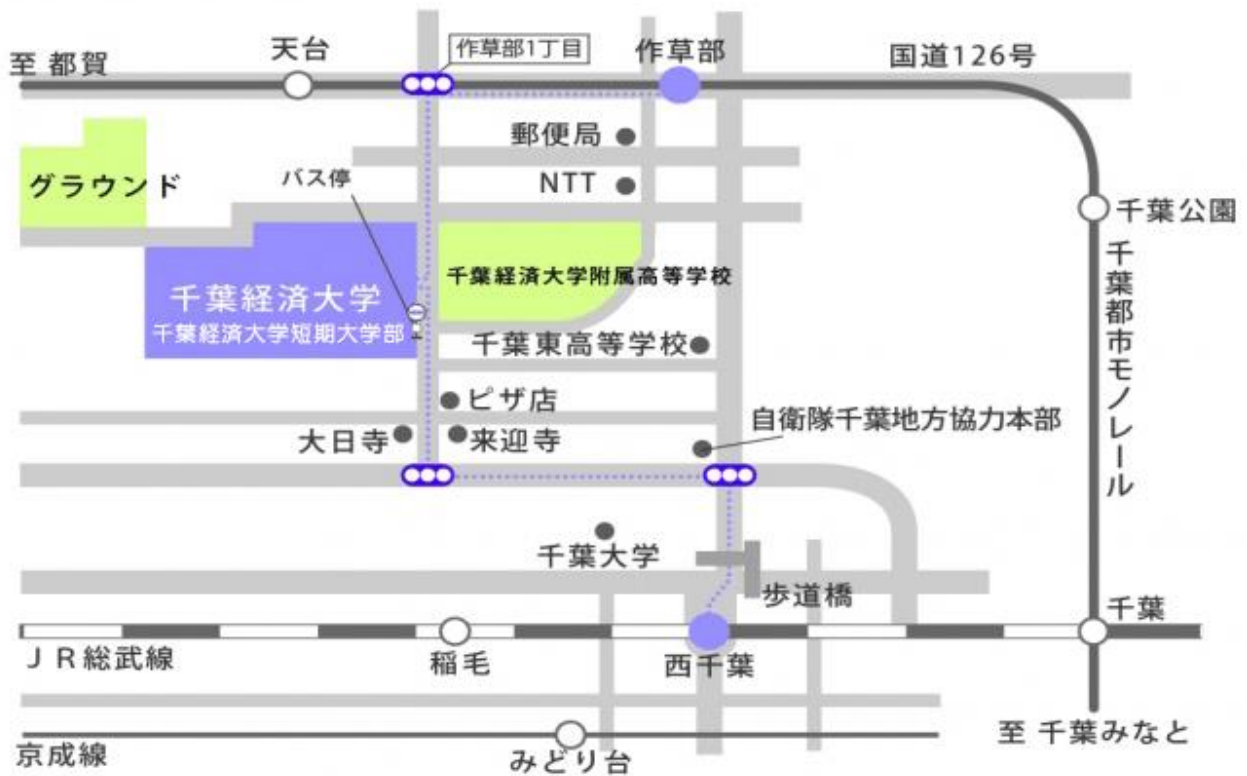 天台
作草部1丁目
作草部
国道126号
至 都賀
郵便局
グラウンド
バス停
NTT
千葉公園
千葉経済大学附属高等学校
千葉経済大学
千葉経済大学短期大学部
千葉都市モノレール
千葉東高等学校
ピザ店
自衛隊千葉地方協力本部
大日寺
来迎寺
千葉大学
歩道橋
千葉
JR総武線
稲毛
西千葉
至 千葉みなと
京成線
みどり台